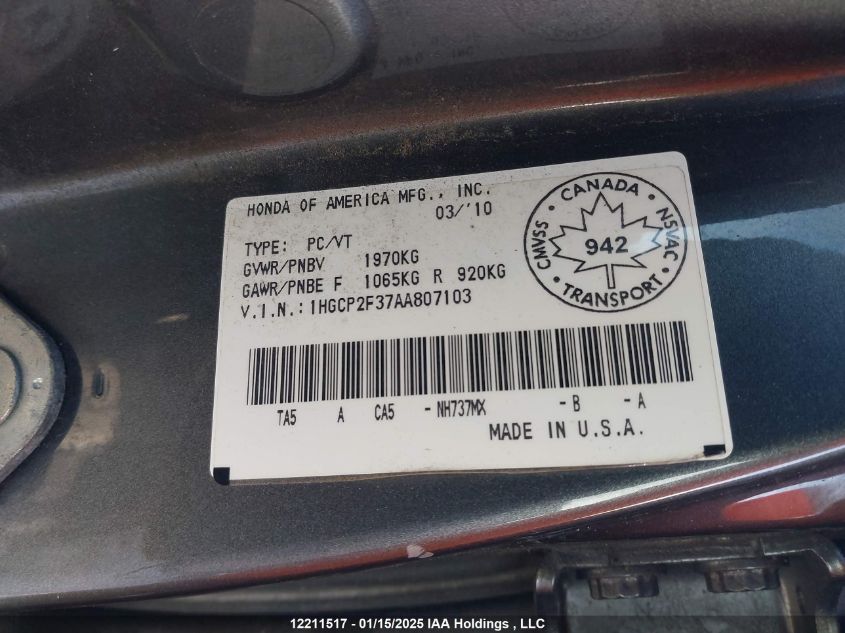 HONDA OF AMERICA MFG., INC.
03/'10
TYPE: PC/VT
GVWR/PNBV 1970KG
GAWR/PNBE F 1065KG R 920KG
V.I.N.: 1HGCP2F37AA807103
CANADA
CMVSS
942
NSVAC
TRANSPORT
TA5 A CA5 - NH737MX - B - A
MADE IN U.S.A.
12211517 - 01/15/2025 IAA Holdings , LLC